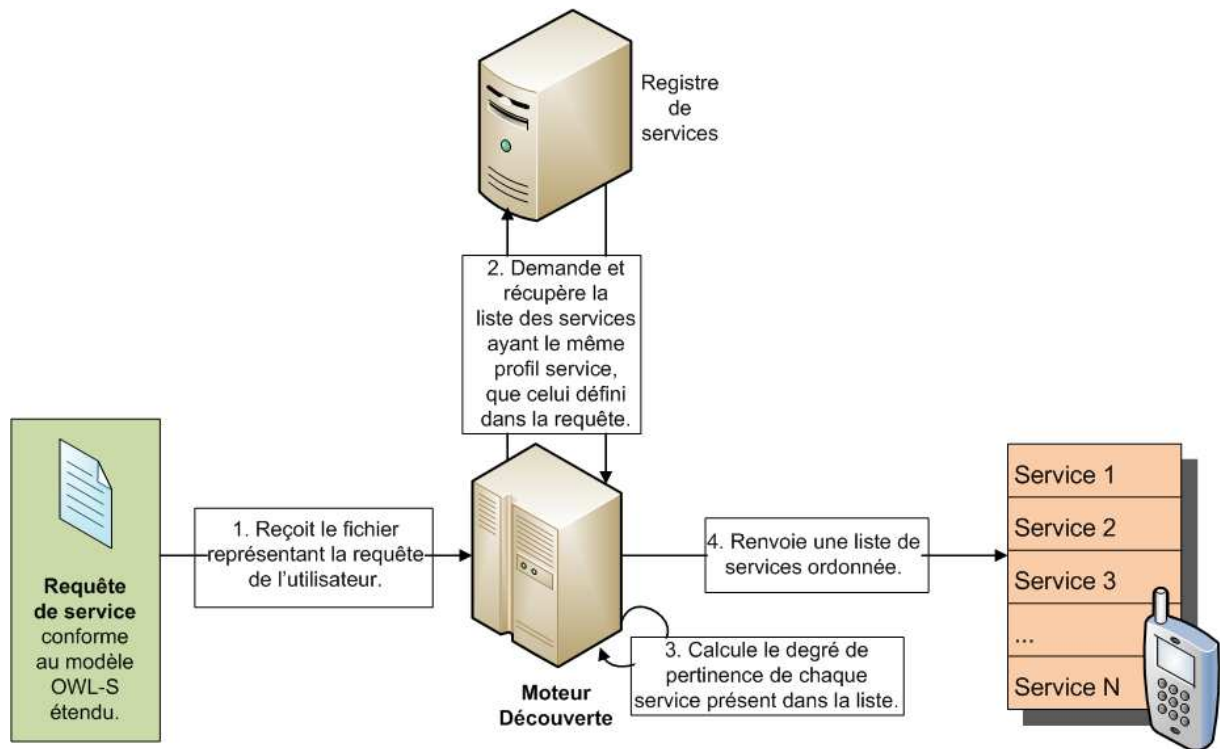 Registre
de
services
2. Demande et
récupère la
liste des services
ayant le même
profil service,
que celui défini
dans la requête.
Requête
de service
conforme
au modèle
OWL-S
étendu.
1. Reçoit le fichier
représentant la requête
de l'utilisateur.
Moteur
Découverte
3. Calcule le degré de
pertinence de chaque
service présent dans la liste.
4. Renvoie une liste de
services ordonnée.
Service 1
Service 2
Service 3
...
Service N